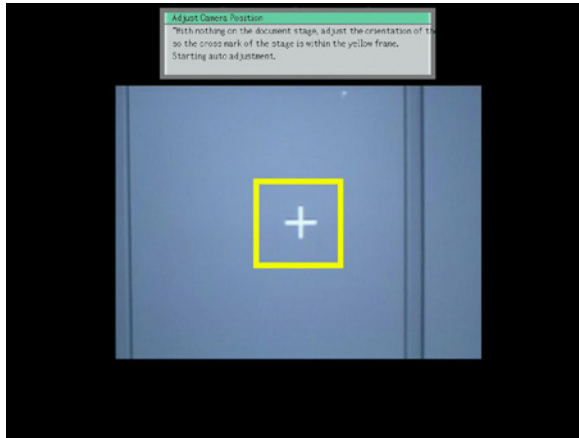 Adjust Camera Position
"With nothing on the document stage, adjust the orientation of th
so the cross mark of the stage is within the yellow frame.
Starting auto adjustment.